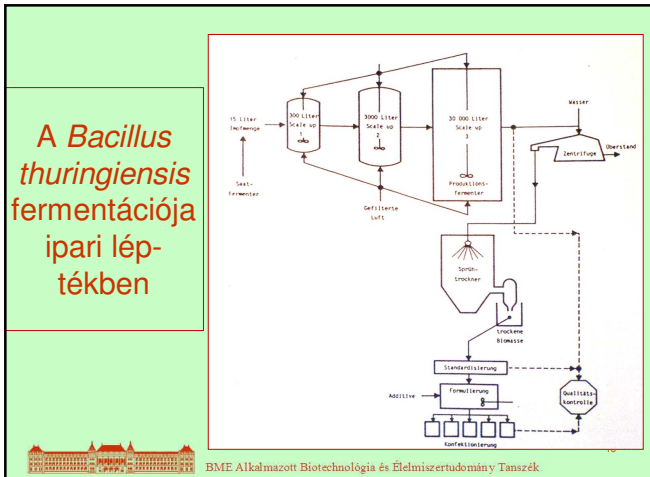 A Bacillus
thuringiensis
fermentációja
ipari lép-
tékben
15 Liter
Impfmenge
Saat-
fermenter
300 Liter
Scale up
1
3000 Liter
Scale up
2
30 000 Liter
Scale up
3
Produktions-
fermenter
Gefilterte
Luft
Wasser
Zentrifuge
Überstand
Sprüh-
trockner
trockene
Biomasse
Standardisierung
Additive
Formulierung
Qualitäts-
kontrolle
Konfektionierung
BME Alkalmazott Biotechnológia és Élelmiszertudomány Tanszék